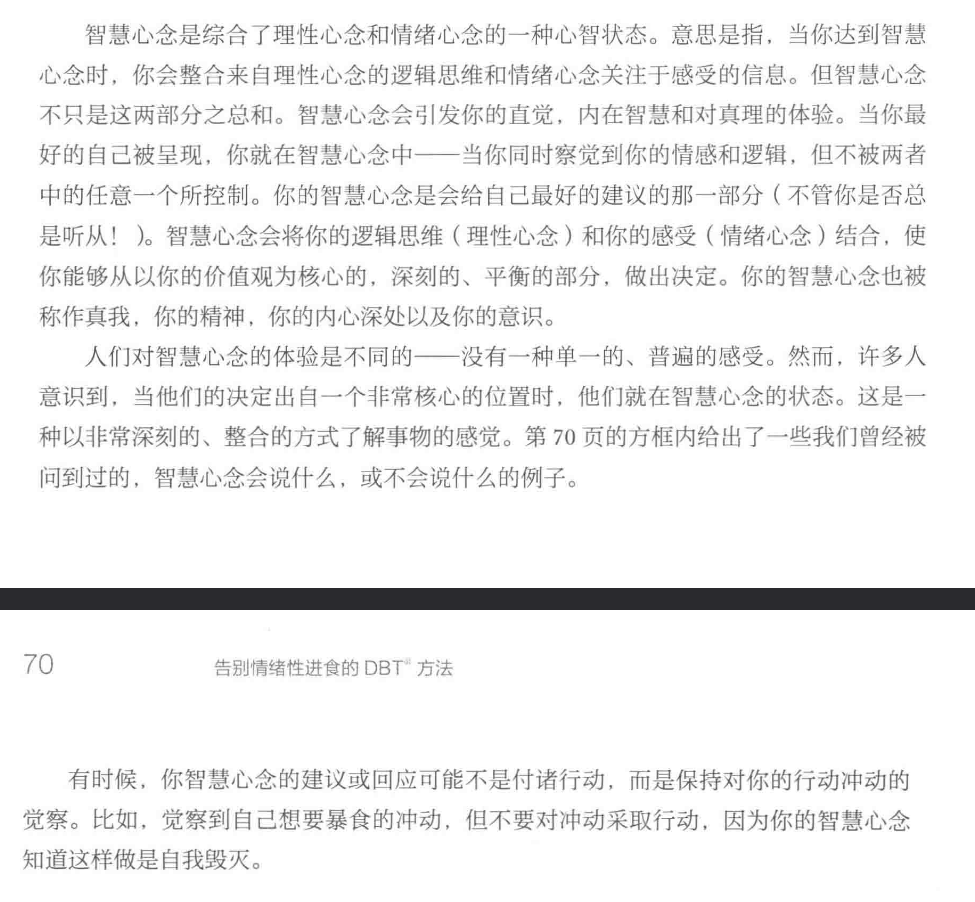 智慧心念是综合了理性心念和情绪心念的一种心智状态。意思是指，当你达到智慧
心念时，你会整合来自理性心念的逻辑思维和情绪心念关注于感受的信息。但智慧心念
不只是这两部分之总和。智慧心念会引发你的直觉，内在智慧和对真理的体验。当你最
好的自己被呈现，你就在智慧心念中——当你同时察觉到你的情感和逻辑，但不被两者
中的任意一个所控制。你的智慧心念是会给自己最好的建议的那一部分（不管你是否总
是听从！）。智慧心念会将你的逻辑思维（理性心念）和你的感受（情绪心念）结合，使
你能够从以你的价值观为核心的，深刻的、平衡的部分，做出决定。你的智慧心念也被
称作真我，你的精神，你的内心深处以及你的意识。
人们对智慧心念的体验是不同的——没有一种单一的、普遍的感受。然而，许多人
意识到，当他们的决定出自一个非常核心的位置时，他们就在智慧心念的状态。这是一
种以非常深刻的、整合的方式了解事物的感觉。第 70 页的方框内给出了一些我们曾经被
问到过的，智慧心念会说什么，或不会说什么的例子。
70 告别情绪性进食的 DBT 方法
有时候，你智慧心念的建议或回应可能不是付诸行动，而是保持对你的行动冲动的
觉察。比如，觉察到自己想要暴食的冲动，但不要对冲动采取行动，因为你的智慧心念
知道这样做是自我毁灭。